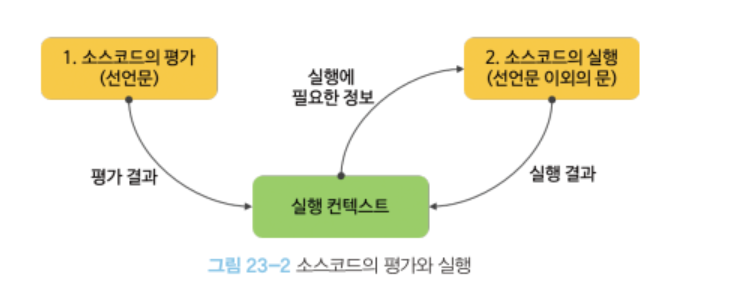 1. 소스코드의 평가
(선언문)
2. 소스코드의 실행
(선언문 이외의 문)
실행에
필요한 정보
평가 결과
실행 결과
실행 컨텍스트
그림 23-2 소스코드의 평가와 실행